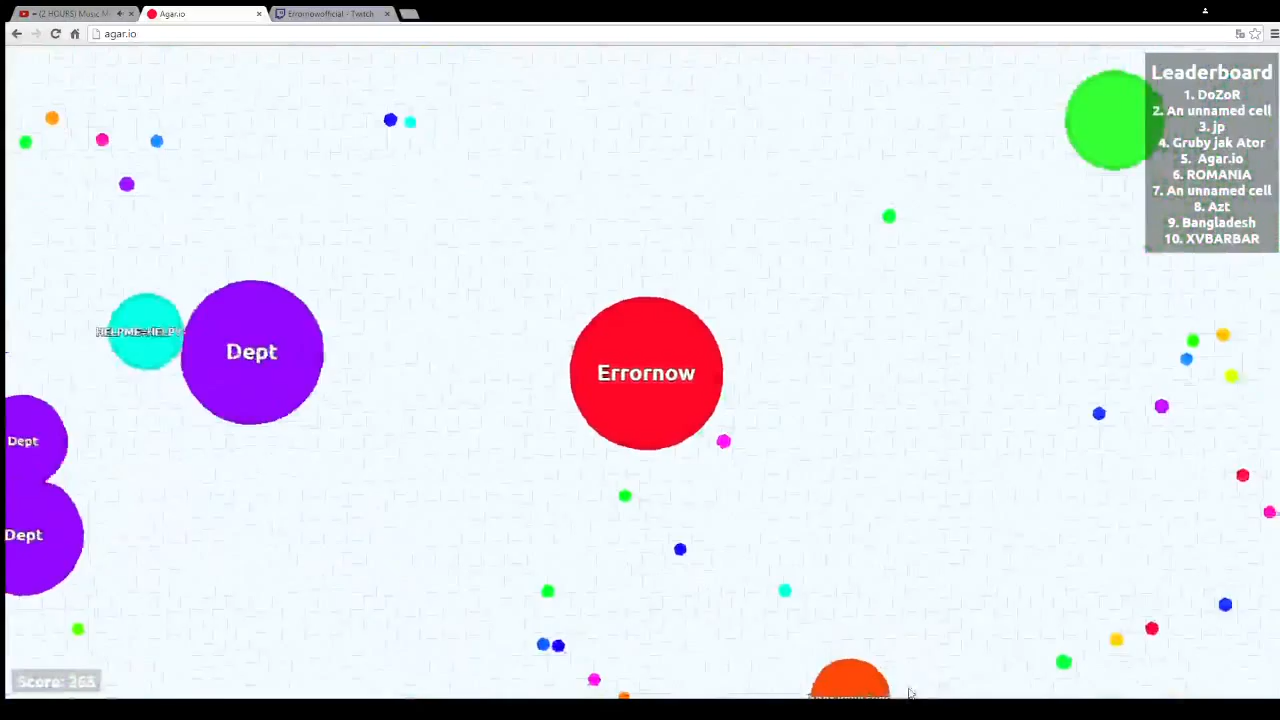 (2 HOURS) Music M
Agar.io
Errornowofficial - Twitch
agar.io
Leaderboard
1. DoZoR
2. An unnamed cell
3. jp
4. Gruby jak Ator
5. Agar.io
6. ROMANIA
7. An unnamed cell
8. Azt
9. Bangladesh
10. XVBARBAR
Dept
Errornow
Dept
Dept
Score: 263